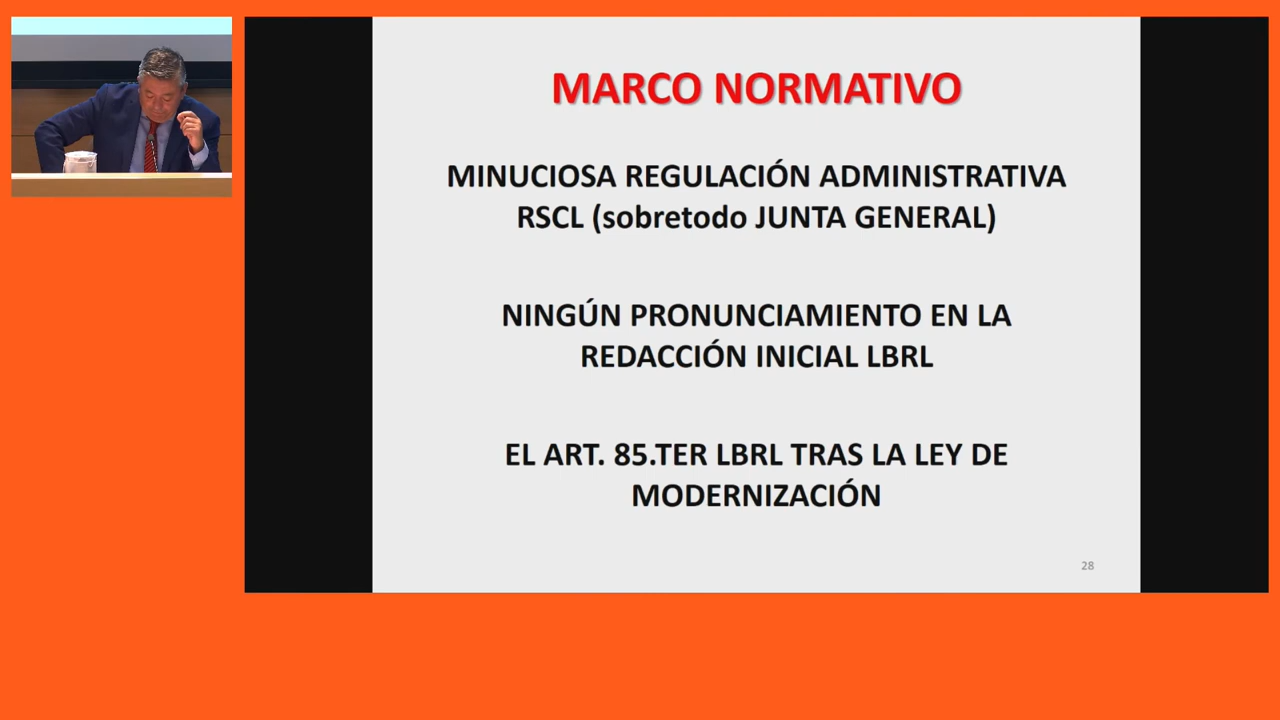 MARCO NORMATIVO
MINUCIOSA REGULACIÓN ADMINISTRATIVA
RSCL (sobretodo JUNTA GENERAL)
NINGÚN PRONUNCIAMIENTO EN LA
REDACCIÓN INICIAL LBRL
EL ART. 85.TER LBRL TRAS LA LEY DE
MODERNIZACIÓN
28